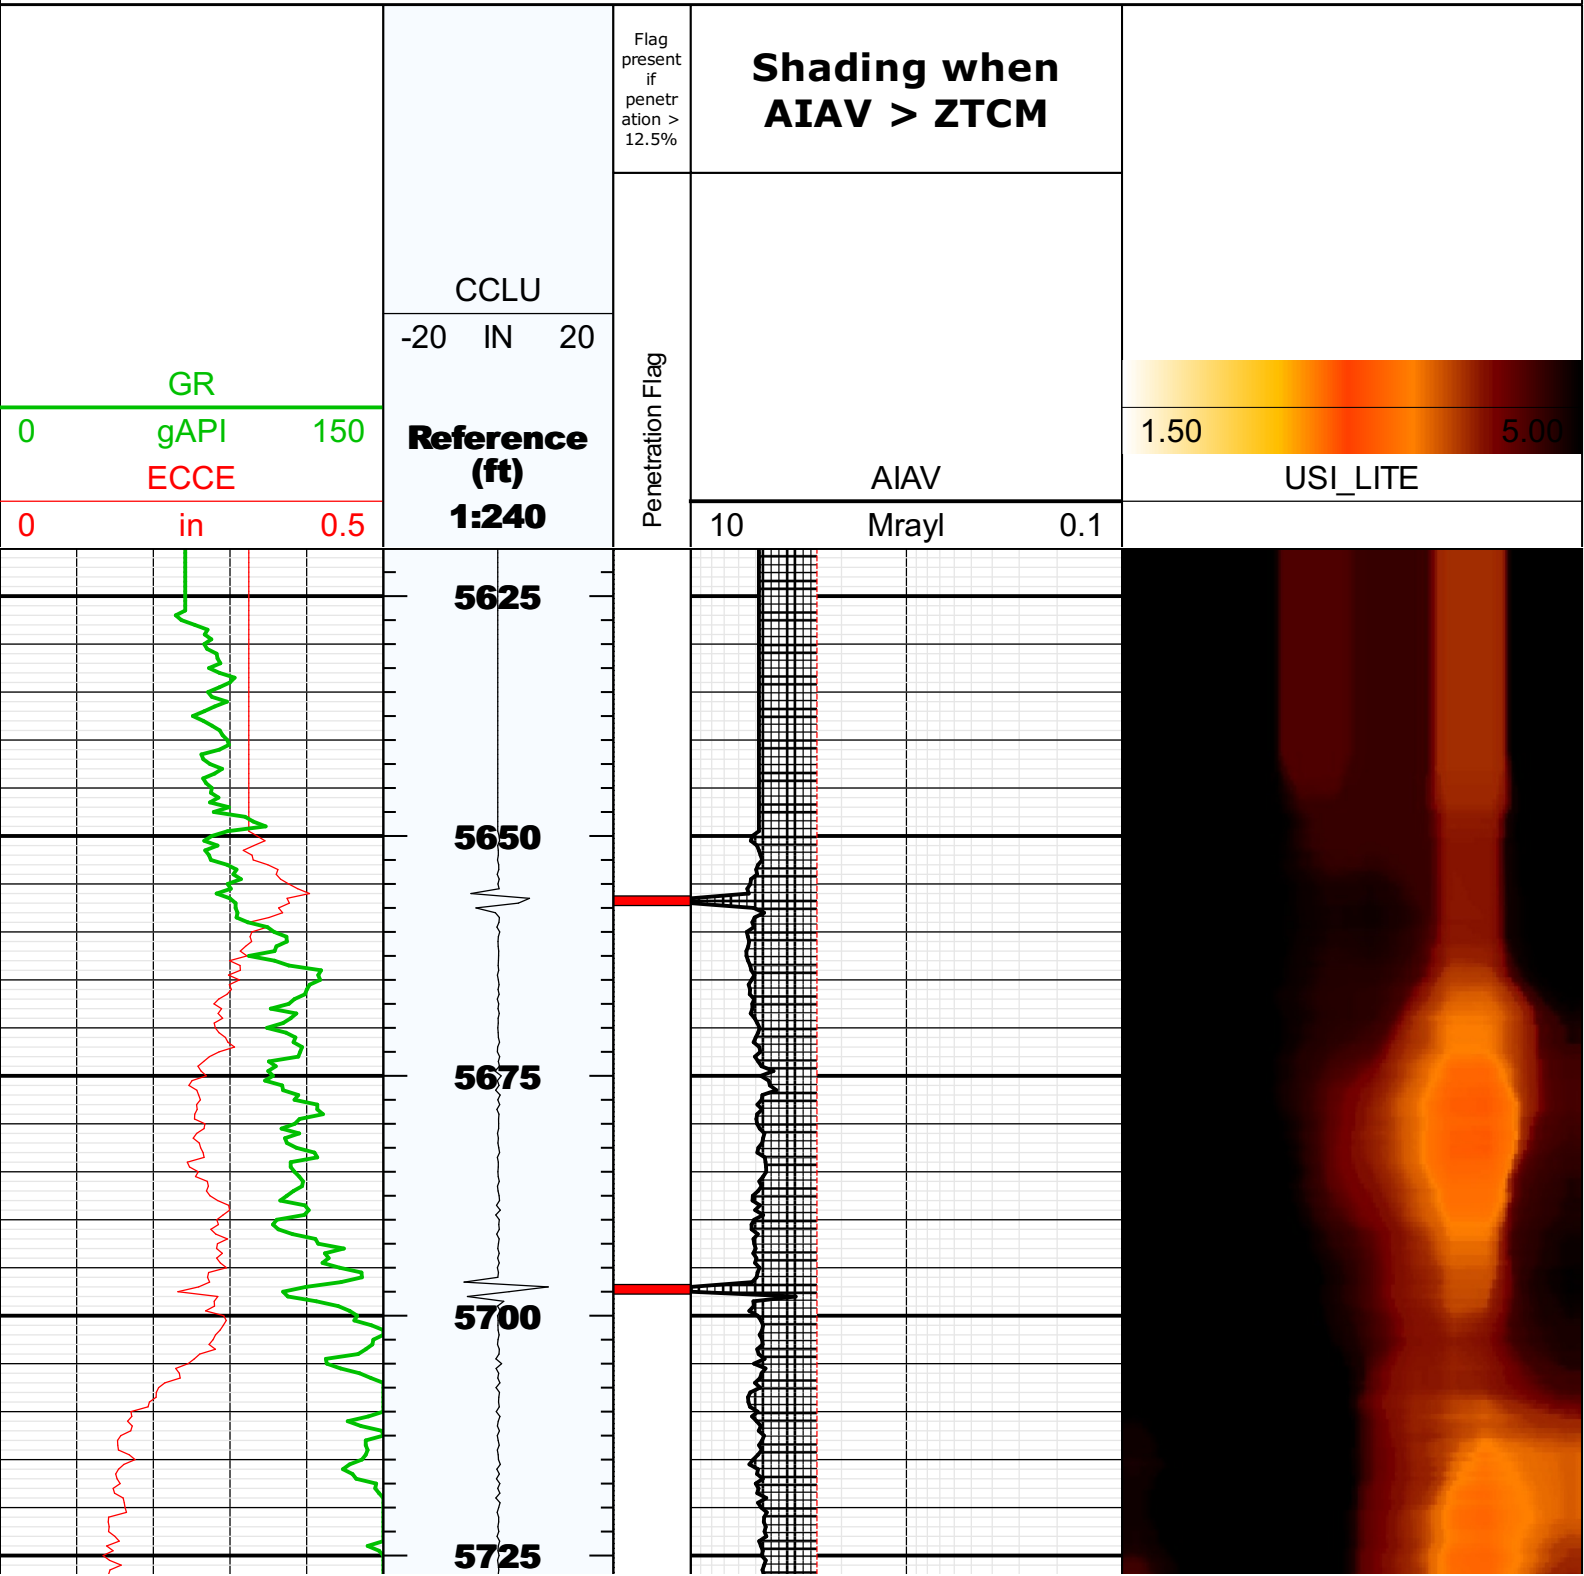 Flag
present
if
penetr
ation >
12.5%
Shading when
AIAV > ZTCM
CCLU
-20 IN 20
GR
0 gAPI 150
ECCE
0 in 0.5
Reference
(ft)
1:240
Penetration Flag
AIAV
10 Mrayl 0.1
1.50 5.00
USI_LITE
5625
5650
5675
5700
5725